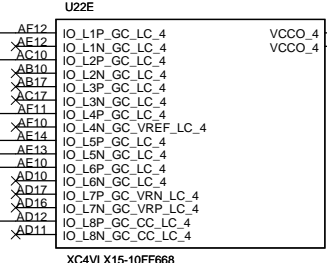 U22E
AF12 IO_L1P_GC_LC_4 VCCO_4
AE12 IO_L1N_GC_LC_4 VCCO_4
AC10 IO_L2P_GC_LC_4
AB10 IO_L2N_GC_LC_4
AB17 IO_L3P_GC_LC_4
AC17 IO_L3N_GC_LC_4
AF11 IO_L4P_GC_LC_4
AF10 IO_L4N_GC_VREF_LC_4
AE14 IO_L5P_GC_LC_4
AE13 IO_L5N_GC_LC_4
AE10 IO_L6P_GC_LC_4
AD10 IO_L6N_GC_LC_4
AD17 IO_L7P_GC_VRN_LC_4
AD16 IO_L7N_GC_VRP_LC_4
AD12 IO_L8P_GC_CC_LC_4
AD11 IO_L8N_GC_CC_LC_4
XC4VLX15-10FF668